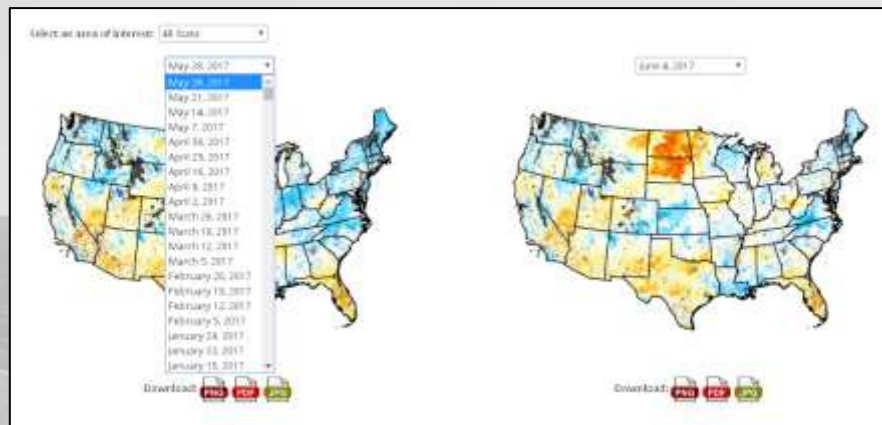 Select an area of interest: 48 State
May 28, 2017
May 28, 2017
May 21, 2017
May 14, 2017
May 7, 2017
April 30, 2017
April 23, 2017
April 16, 2017
April 9, 2017
April 2, 2017
March 26, 2017
March 19, 2017
March 12, 2017
March 5, 2017
February 26, 2017
February 19, 2017
February 12, 2017
February 5, 2017
January 29, 2017
January 22, 2017
January 15, 2017
Download: PNG PDF JPG
June 4, 2017
Download: PNG PDF JPG